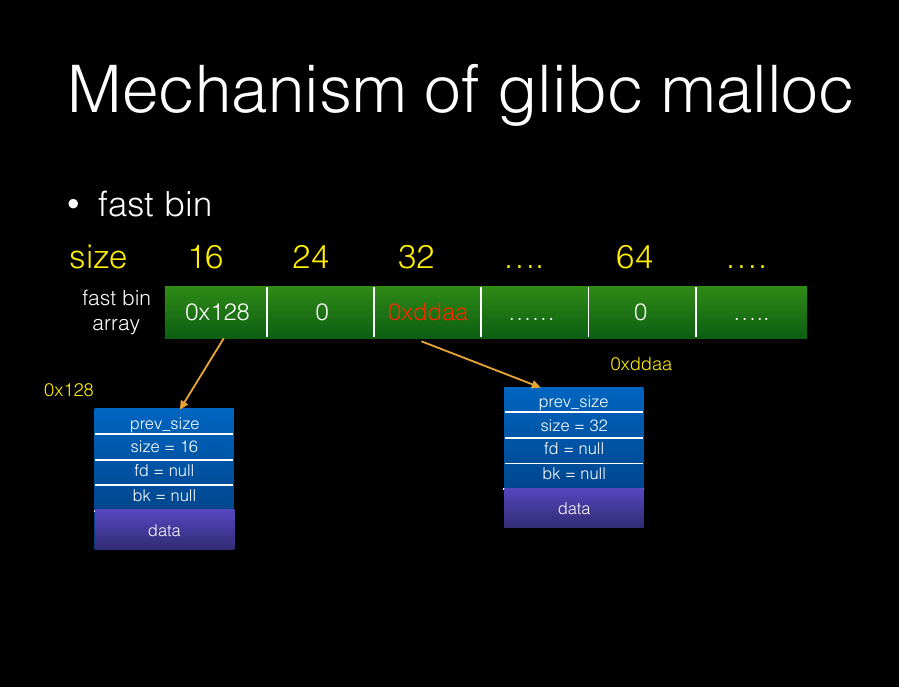 Mechanism of glibc malloc
• fast bin
size 16 24 32 …. 64 ….
fast bin
array
0x128 0 0xddaa …… 0 …..
0x128
prev_size
size = 16
fd = null
bk = null
data
0xddaa
prev_size
size = 32
fd = null
bk = null
data